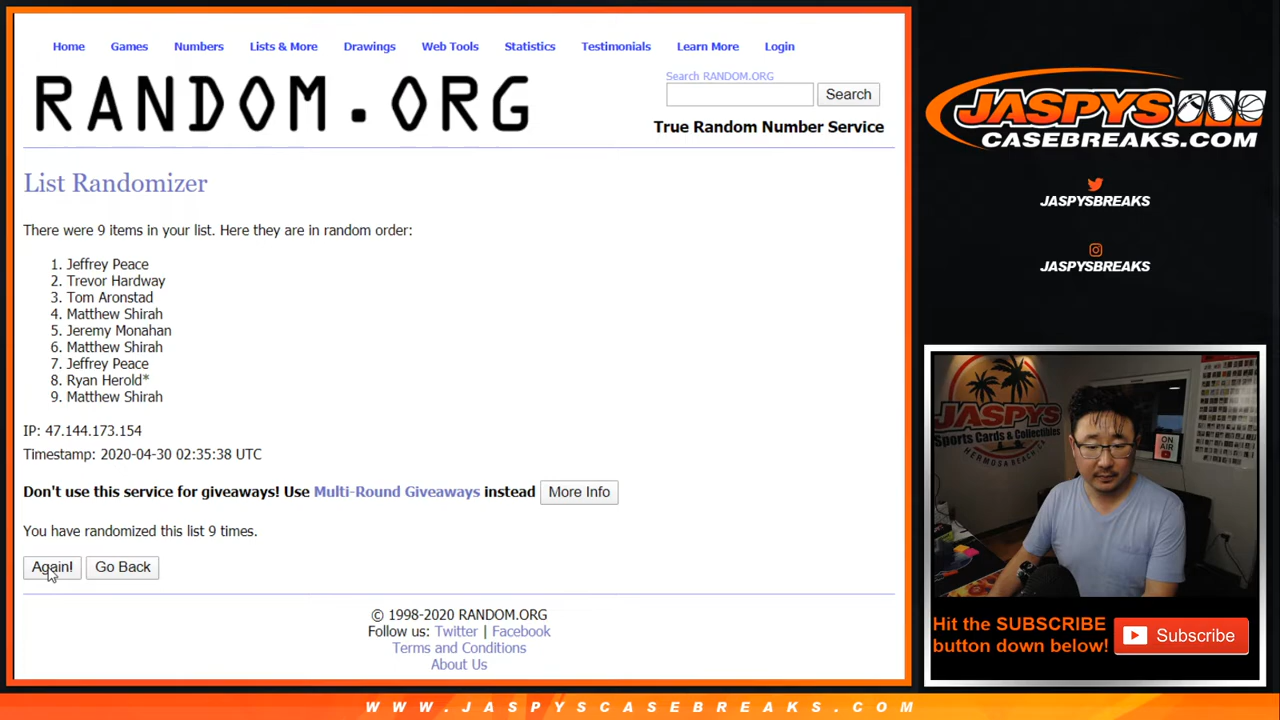 Home Games Numbers Lists & More Drawings Web Tools Statistics Testimonials Learn More Login
RANDOM.ORG
Search RANDOM.ORG
Search
True Random Number Service
List Randomizer
There were 9 items in your list. Here they are in random order:
1. Jeffrey Peace
2. Trevor Hardway
3. Tom Aronstad
4. Matthew Shirah
5. Jeremy Monahan
6. Matthew Shirah
7. Jeffrey Peace
8. Ryan Herold*
9. Matthew Shirah
IP: 47.144.173.154
Timestamp: 2020-04-30 02:35:38 UTC
Don't use this service for giveaways! Use Multi-Round Giveaways instead More Info
You have randomized this list 9 times.
Again! Go Back
© 1998-2020 RANDOM.ORG
Follow us: Twitter | Facebook
Terms and Conditions
About Us
JASPYS
CASEBREAKS.COM
JASPYSBREAKS
JASPYSBREAKS
JASPYS
Sports Cards & Collectibles
HERMOSA BEACH, CA
ON AIR
Hit the SUBSCRIBE
button down below!
Subscribe
WWW.JASPYSCASEBREAKS.COM